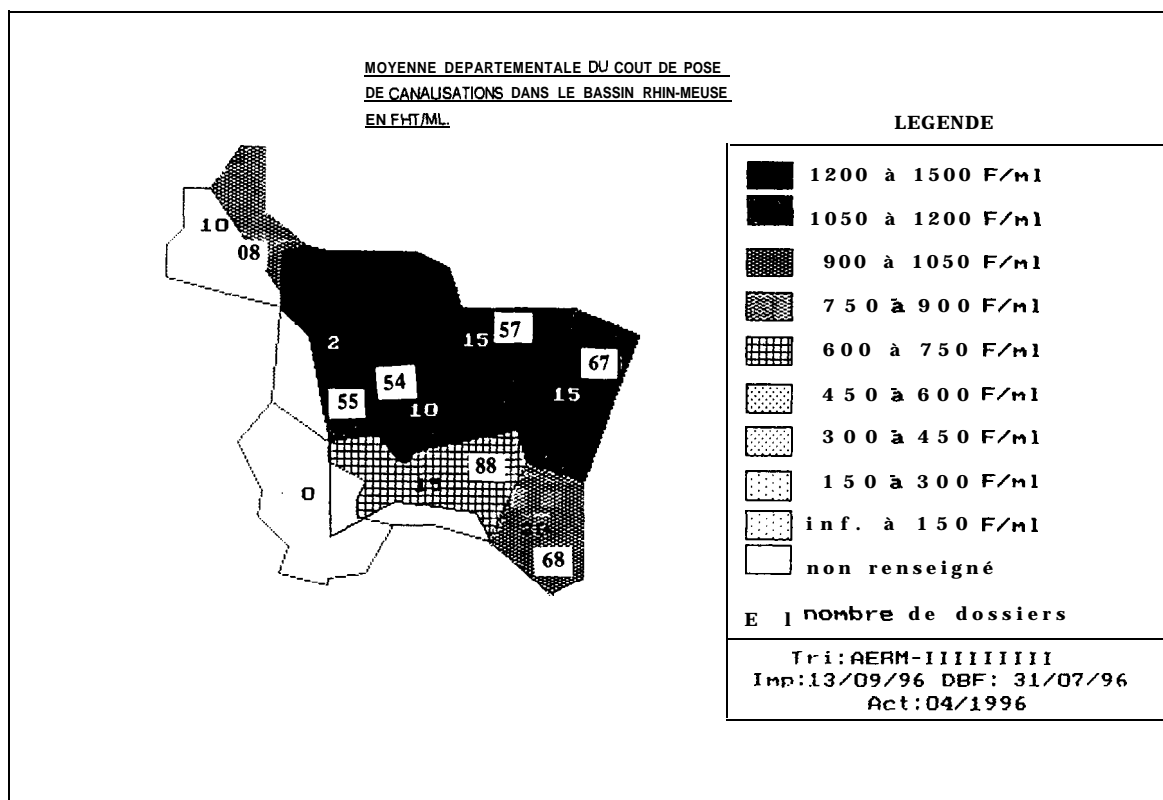 MOYENNE DEPARTEMENTALE DU COUT DE POSE
DE CANALISATIONS DANS LE BASSIN RHIN-MEUSE
EN FHT/ML.
LEGENDE
1200 à 1500 F/ml
1050 à 1200 F/ml
900 à 1050 F/ml
750 à 900 F/ml
600 à 750 F/ml
450 à 600 F/ml
300 à 450 F/ml
150 à 300 F/ml
inf. à 150 F/ml
non renseigné
E l nombre de dossiers
Tri:AERM-IIIIIIIII
Imp:13/09/96 DBF: 31/07/96
Act:04/1996
10
08
2
15
57
67
54
55
10
15
88
0
68